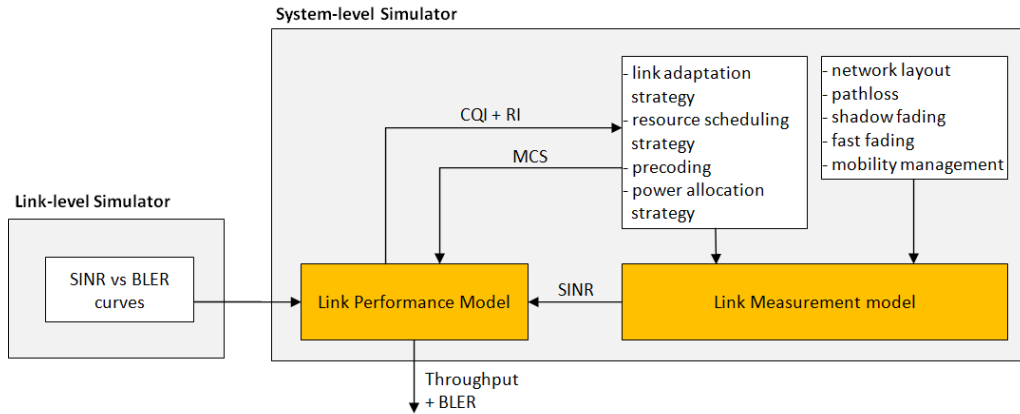 System-level Simulator
- link adaptation
strategy
- resource scheduling
strategy
- precoding
- power allocation
strategy
- network layout
- pathloss
- shadow fading
- fast fading
- mobility management
CQI + RI
MCS
Link-level Simulator
SINR vs BLER
curves
Link Performance Model
SINR
Link Measurement model
Throughput
+ BLER